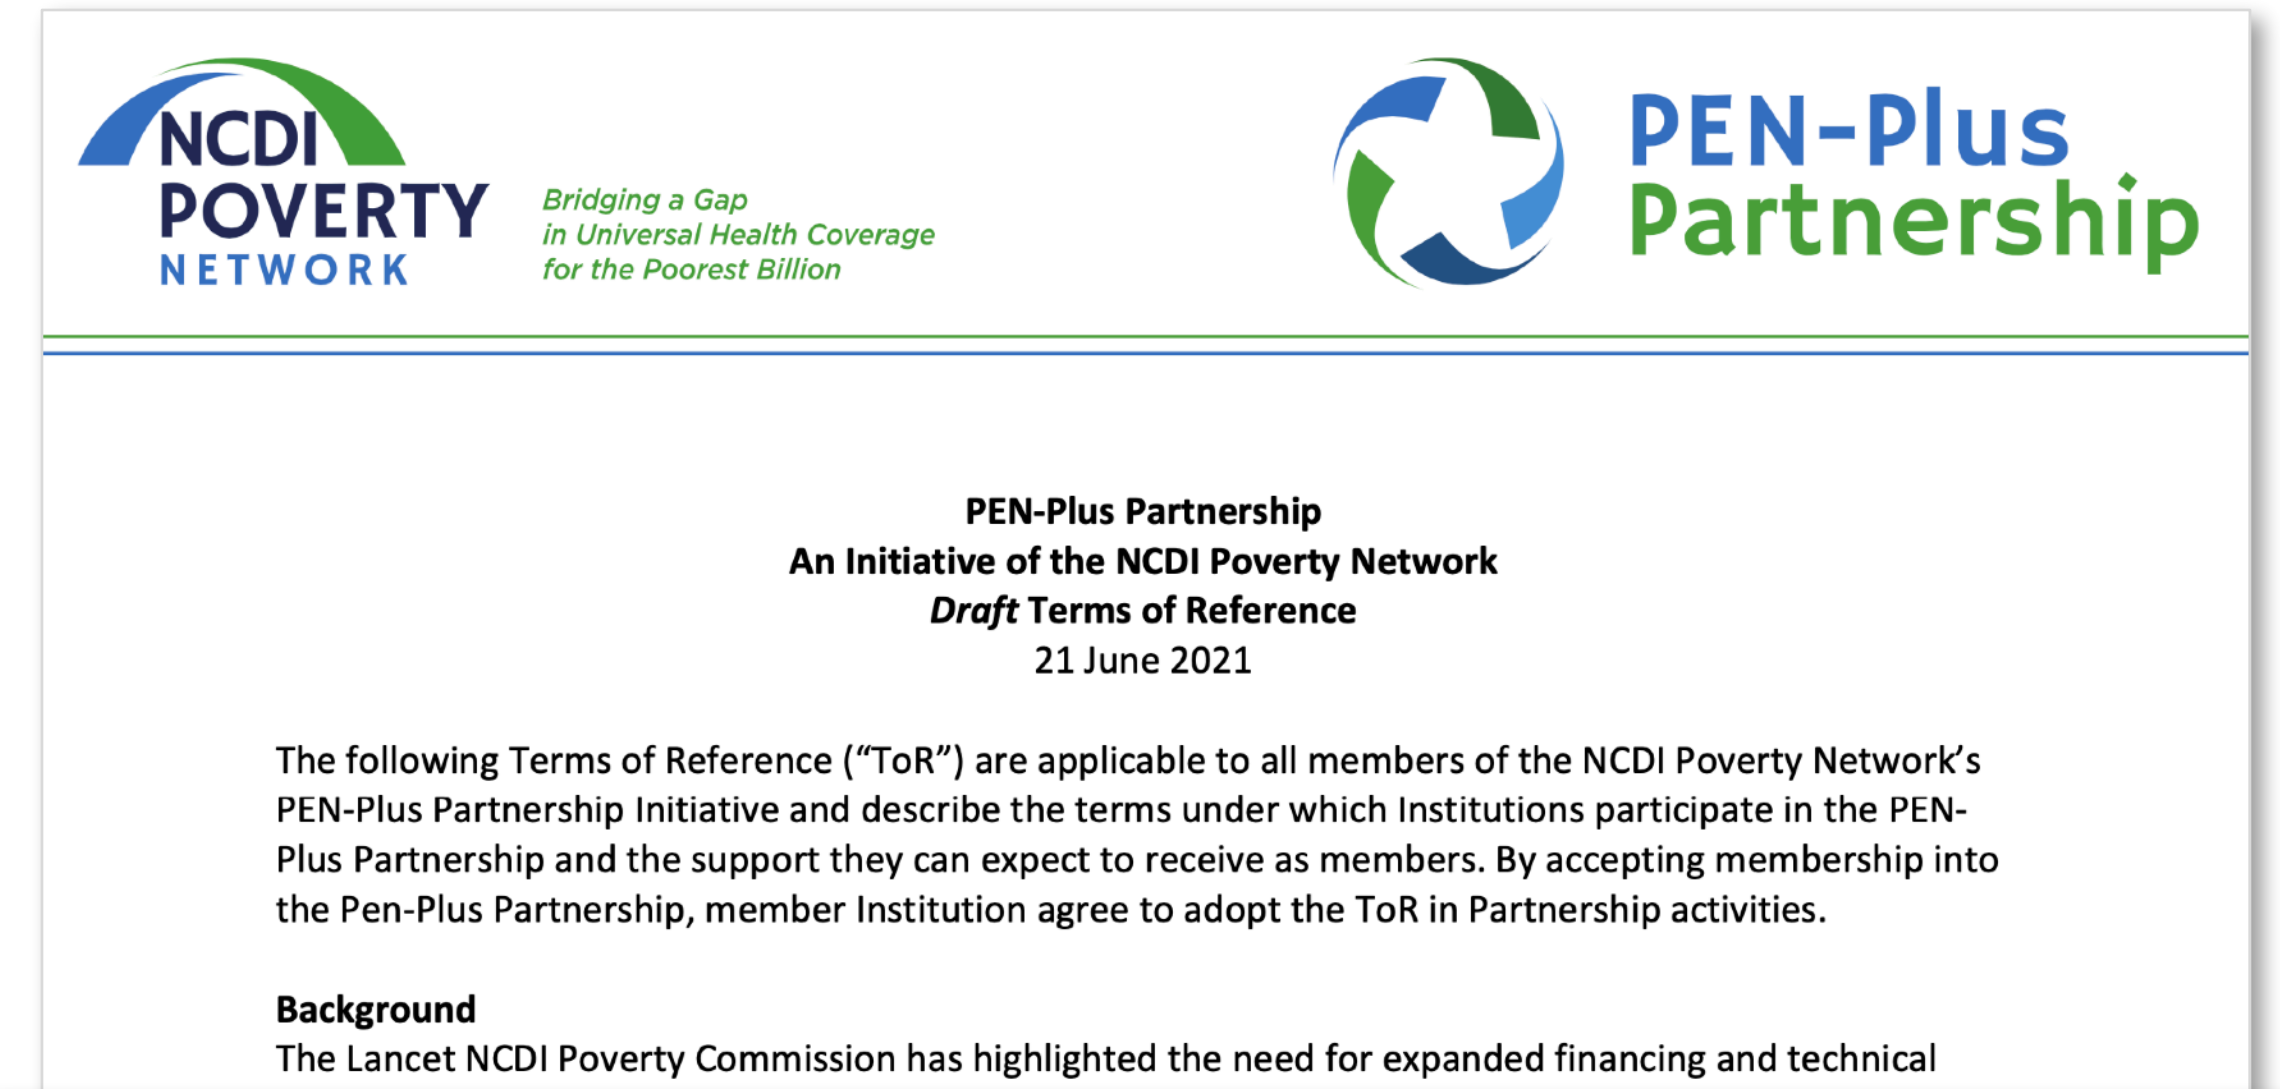 NCDI
POVERTY
NETWORK
Bridging a Gap
in Universal Health Coverage
for the Poorest Billion
PEN-Plus
Partnership
PEN-Plus Partnership
An Initiative of the NCDI Poverty Network
Draft Terms of Reference
21 June 2021
The following Terms of Reference (“ToR”) are applicable to all members of the NCDI Poverty Network’s
PEN-Plus Partnership Initiative and describe the terms under which Institutions participate in the PEN-
Plus Partnership and the support they can expect to receive as members. By accepting membership into
the Pen-Plus Partnership, member Institution agree to adopt the ToR in Partnership activities.
Background
The Lancet NCDI Poverty Commission has highlighted the need for expanded financing and technical